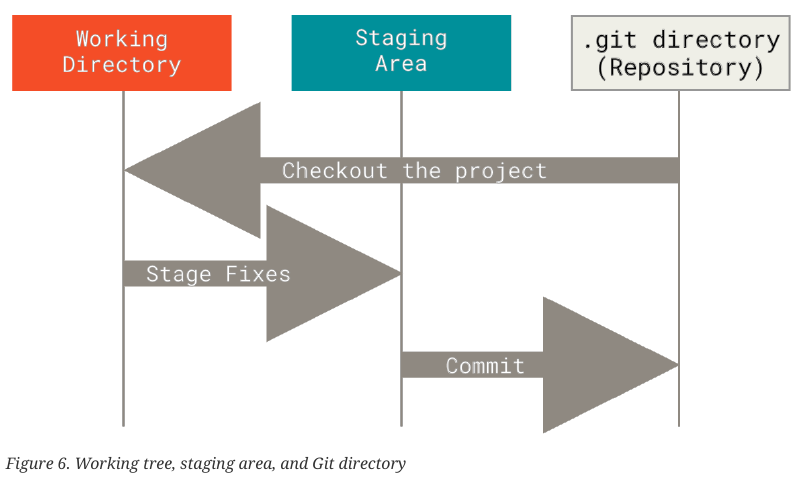 Working
Directory
Staging
Area
.git directory
(Repository)
Checkout the project
Stage Fixes
Commit
Figure 6. Working tree, staging area, and Git directory